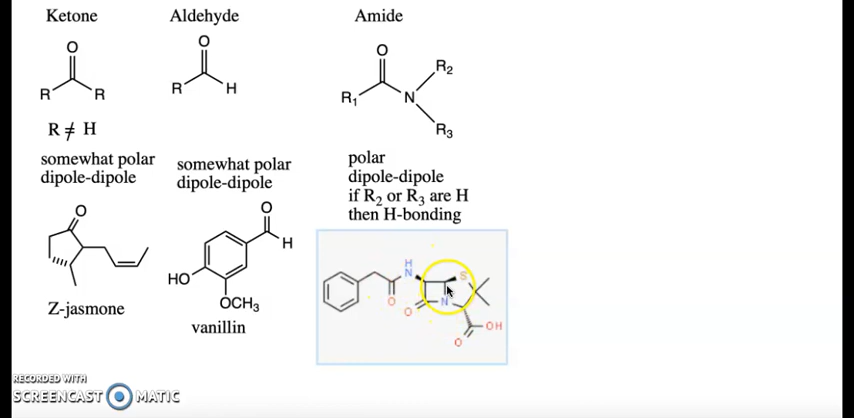 Ketone
Aldehyde
Amide
O
R
R
R ≠ H
somewhat polar
dipole-dipole
O
R
H
somewhat polar
dipole-dipole
O
R₁
N
R₂
R₃
polar
dipole-dipole
if R₂ or R₃ are H
then H-bonding
O
Z-jasmone
O
H
HO
OCH₃
vanillin
H
N
O
S
O
N
OH
O
RECORDED WITH
SCREENCAST MATIC